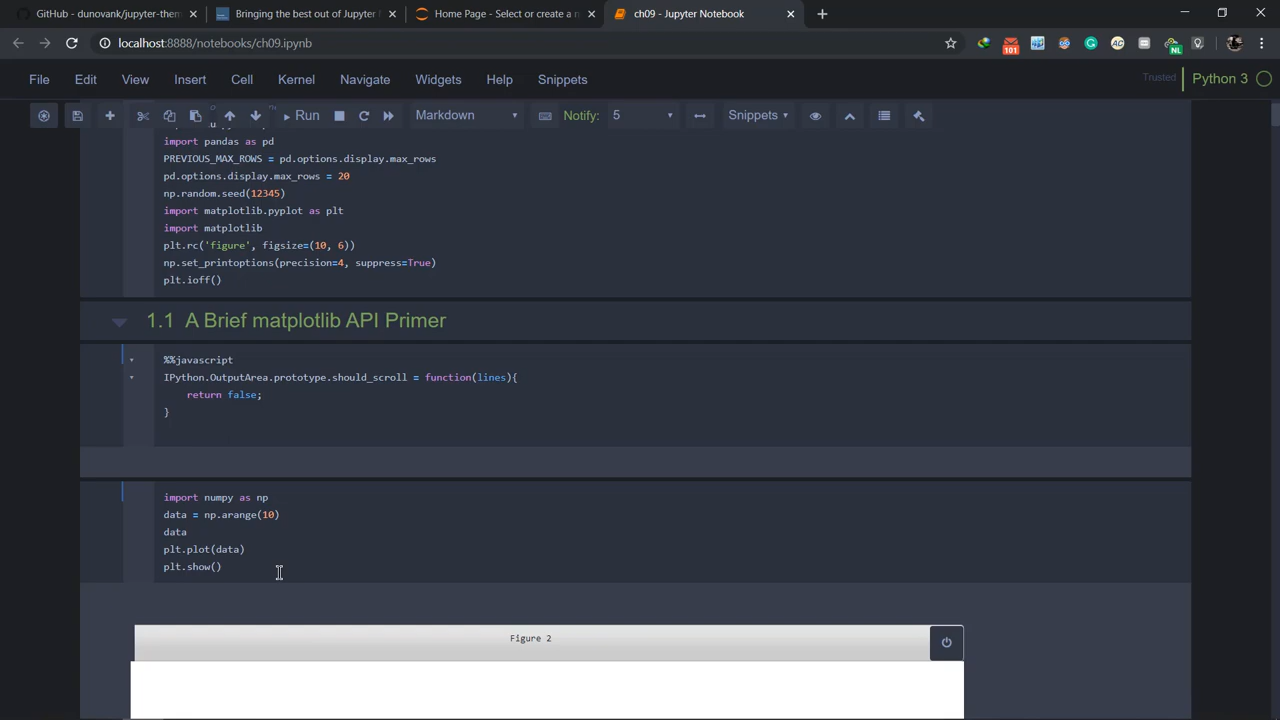 GitHub - dunovank/jupyter-then
Bringing the best out of Jupyter N
Home Page - Select or create a n
ch09 - Jupyter Notebook
localhost:8888/notebooks/ch09.ipynb
101
AC
NL
File Edit View Insert Cell Kernel Navigate Widgets Help Snippets
Trusted
Python 3
Run
Markdown
Notify:
5
Snippets
import pandas as pd
PREVIOUS_MAX_ROWS = pd.options.display.max_rows
pd.options.display.max_rows = 20
np.random.seed(12345)
import matplotlib.pyplot as plt
import matplotlib
plt.rc('figure', figsize=(10, 6))
np.set_printoptions(precision=4, suppress=True)
plt.ioff()
1.1 A Brief matplotlib API Primer
%%javascript
IPython.OutputArea.prototype.should_scroll = function(lines){
return false;
}
import numpy as np
data = np.arange(10)
data
plt.plot(data)
plt.show()
Figure 2